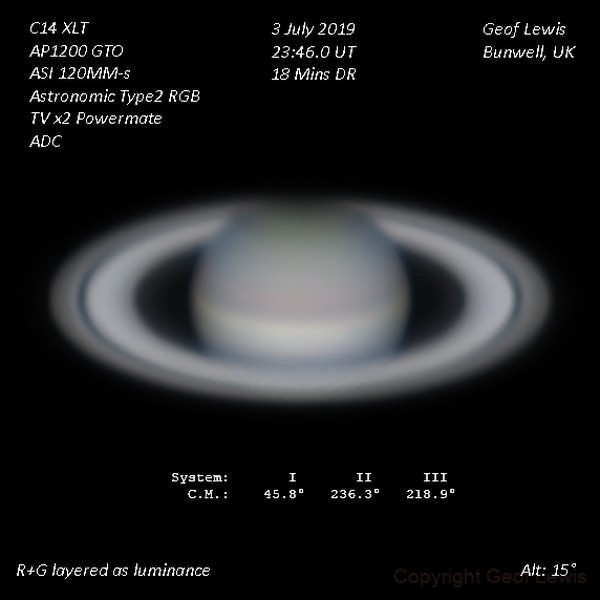 C14 XLT
AP1200 GTO
ASI 120MM-s
Astronomic Type2 RGB
TV x2 Powermate
ADC
3 July 2019
23:46.0 UT
18 Mins DR
Geof Lewis
Bunwell, UK
System: I II III
C.M.: 45.8° 236.3° 218.9°
R+G layered as luminance
Alt: 15°
Copyright Geof Lewis